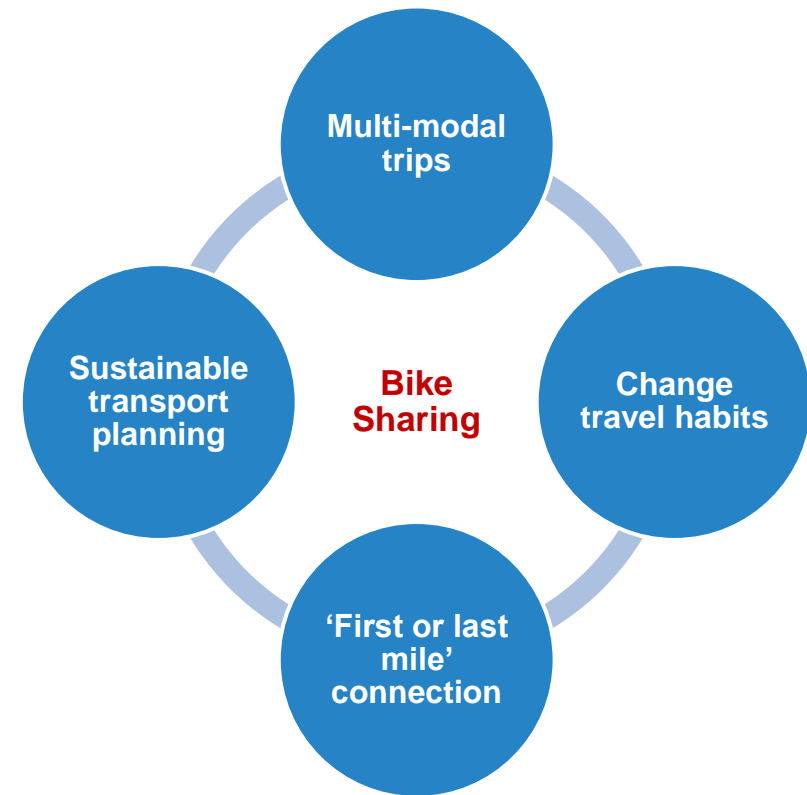 Multi-modal
trips
Sustainable
transport
planning
Bike
Sharing
Change
travel habits
‘First or last
mile’
connection